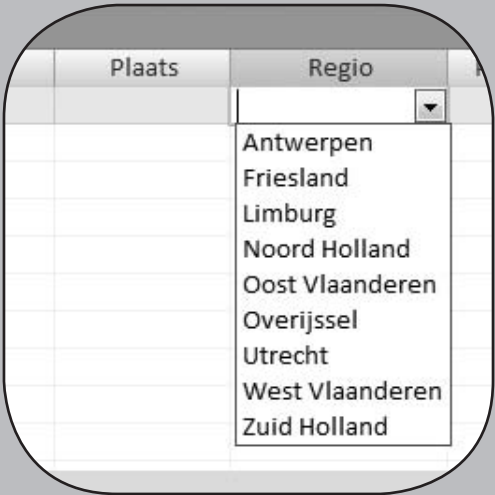 Plaats Regio
Antwerpen
Friesland
Limburg
Noord Holland
Oost Vlaanderen
Overijssel
Utrecht
West Vlaanderen
Zuid Holland